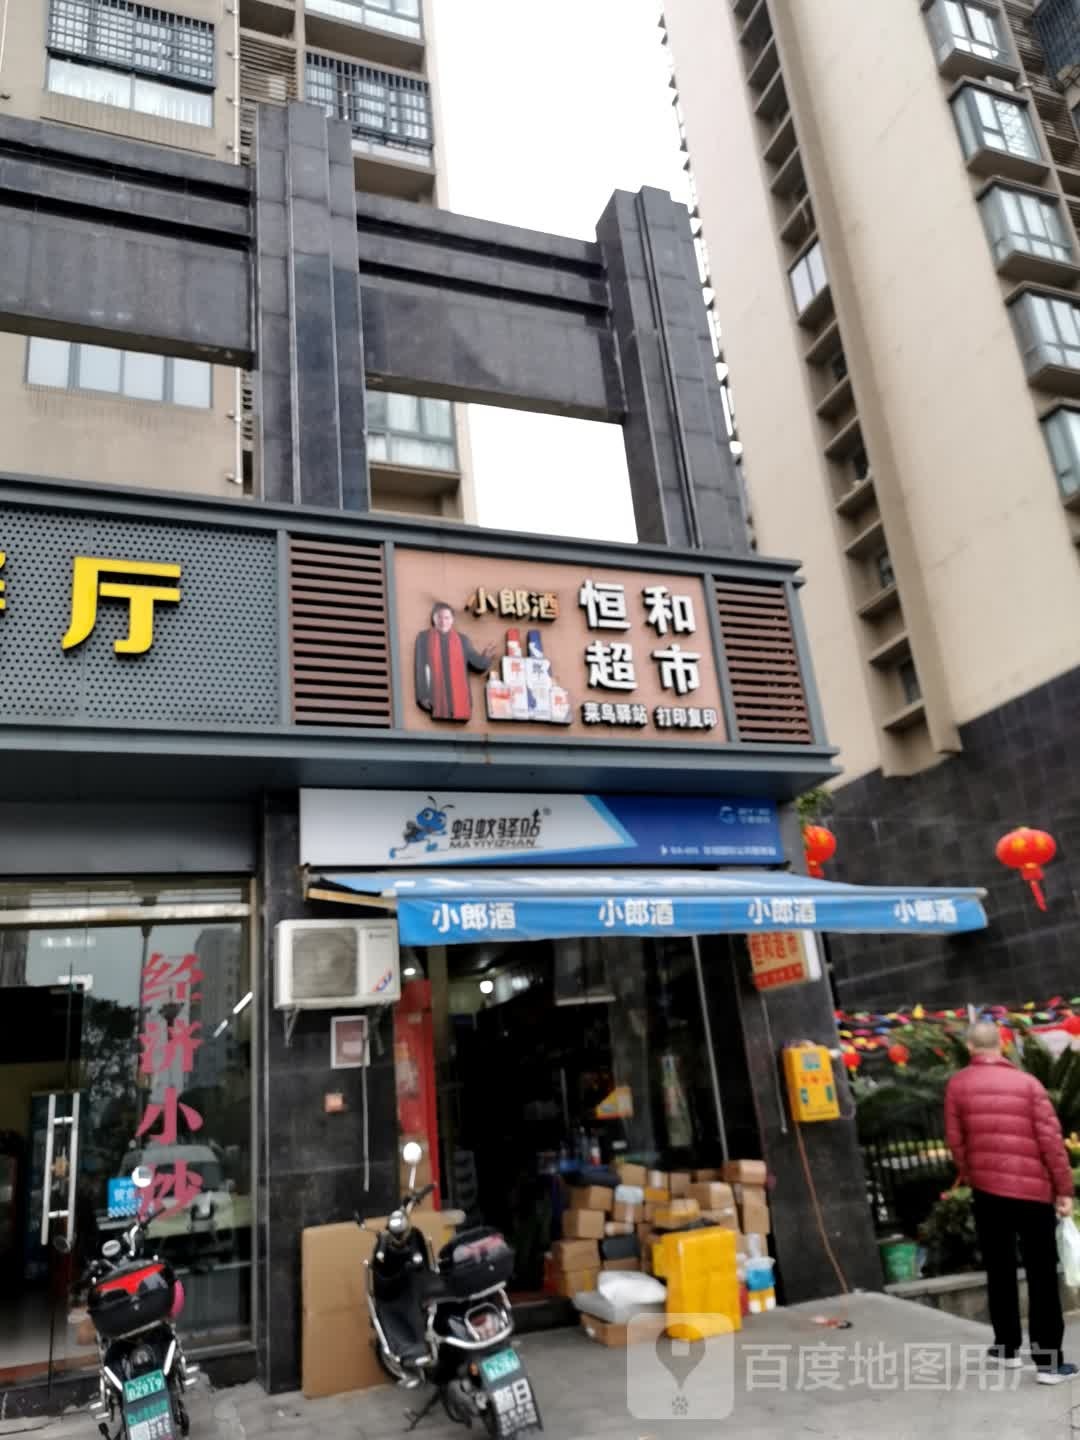 厅
小郎酒
恒和
超市
菜鸟驿站 打印复印
蚂蚁驿站®
MAYIYIZHAN
小郎酒 小郎酒 小郎酒 小郎酒
恒和超市
经济小炒
百度地图用户